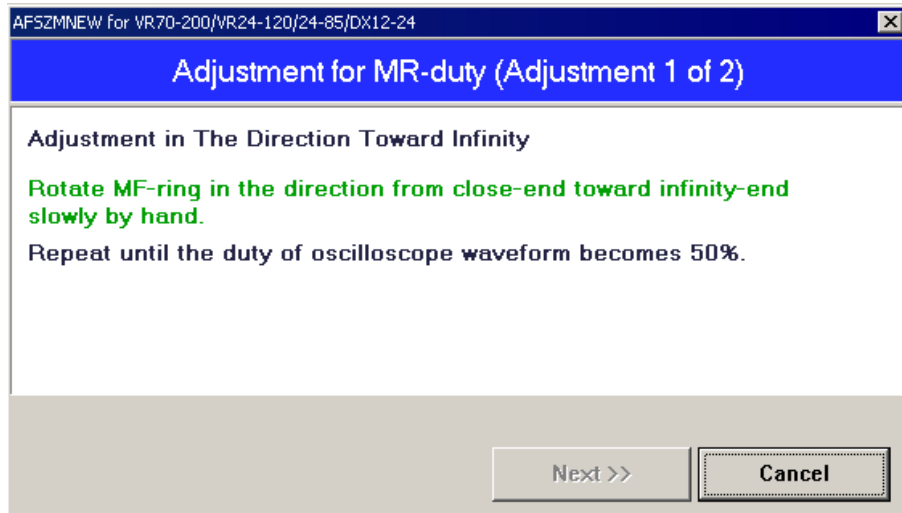 AFSZMNEW for VR70-200/VR24-120/24-85/DX12-24
Adjustment for MR-duty (Adjustment 1 of 2)
Adjustment in The Direction Toward Infinity
Rotate MF-ring in the direction from close-end toward infinity-end
slowly by hand.
Repeat until the duty of oscilloscope waveform becomes 50%.
Next >>
Cancel